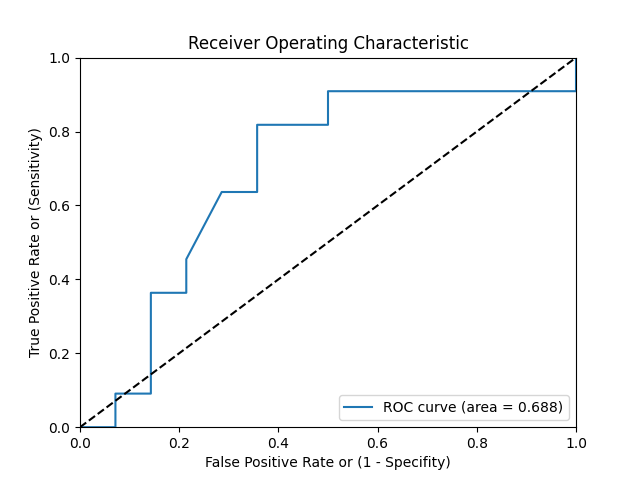 Receiver Operating Characteristic
1.0
0.8
0.6
0.4
0.2
0.0
True Positive Rate or (Sensitivity)
ROC curve (area = 0.688)
0.0 0.2 0.4 0.6 0.8 1.0
False Positive Rate or (1 - Specifity)